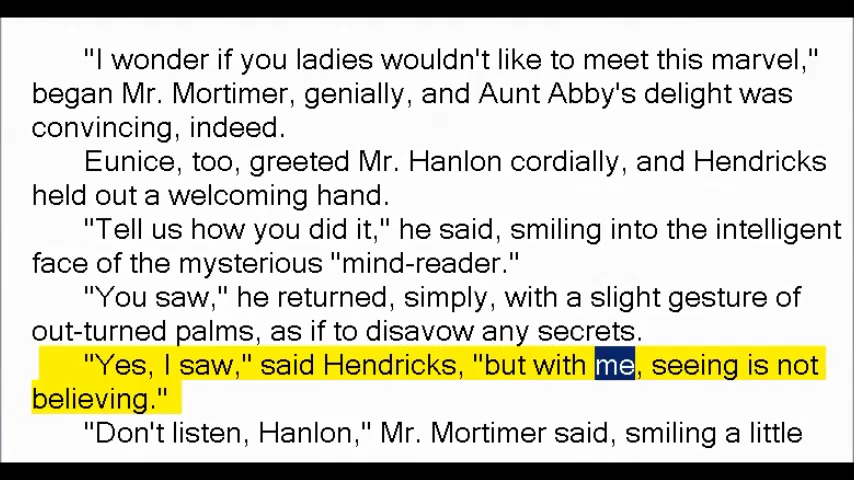 "I wonder if you ladies wouldn't like to meet this marvel,"
began Mr. Mortimer, genially, and Aunt Abby's delight was
convincing, indeed.
Eunice, too, greeted Mr. Hanlon cordially, and Hendricks
held out a welcoming hand.
"Tell us how you did it," he said, smiling into the intelligent
face of the mysterious "mind-reader."
"You saw," he returned, simply, with a slight gesture of
out-turned palms, as if to disavow any secrets.
"Yes, I saw," said Hendricks, "but with me, seeing is not
believing."
"Don't listen, Hanlon," Mr. Mortimer said, smiling a little